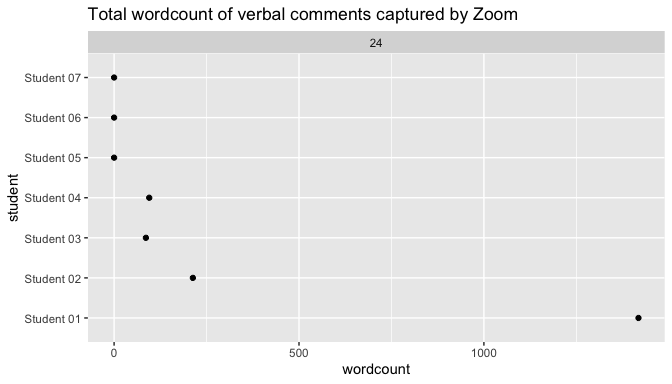 Total wordcount of verbal comments captured by Zoom
24
Student 07
Student 06
Student 05
Student 04
Student 03
Student 02
Student 01
student
0 500 1000
wordcount